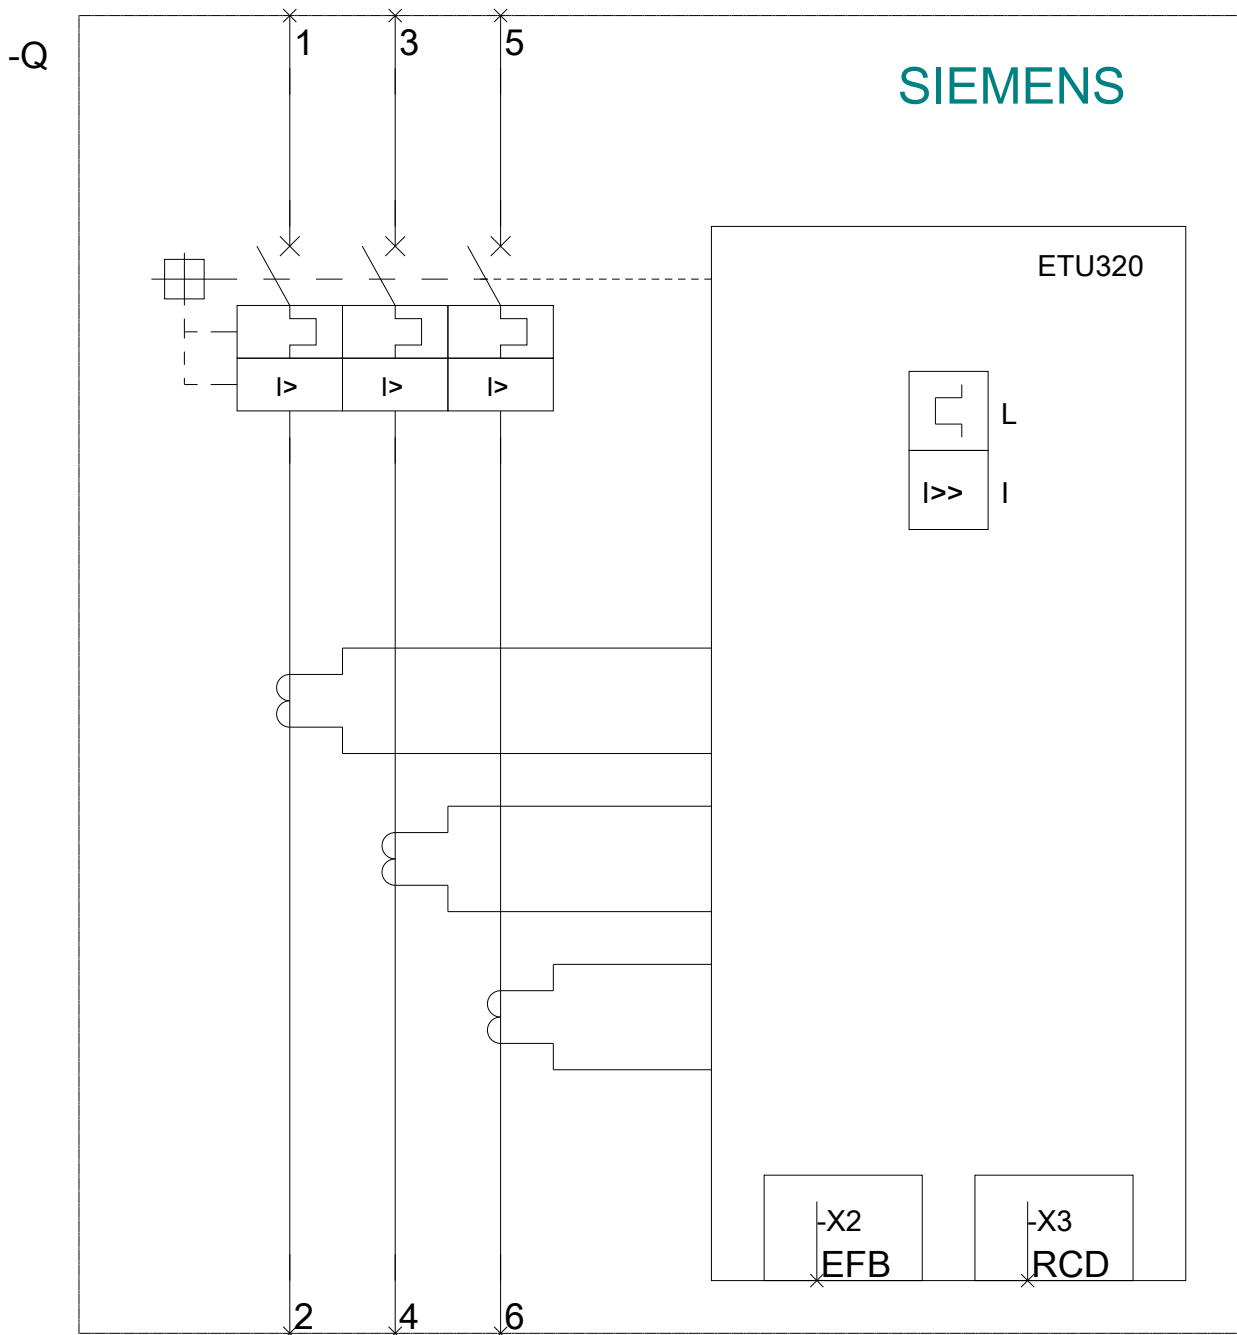 1 3 5
-Q
SIEMENS
ETU320
I> I> I>
L
I>> I
-X2 -X3
EFB RCD
2 4 6